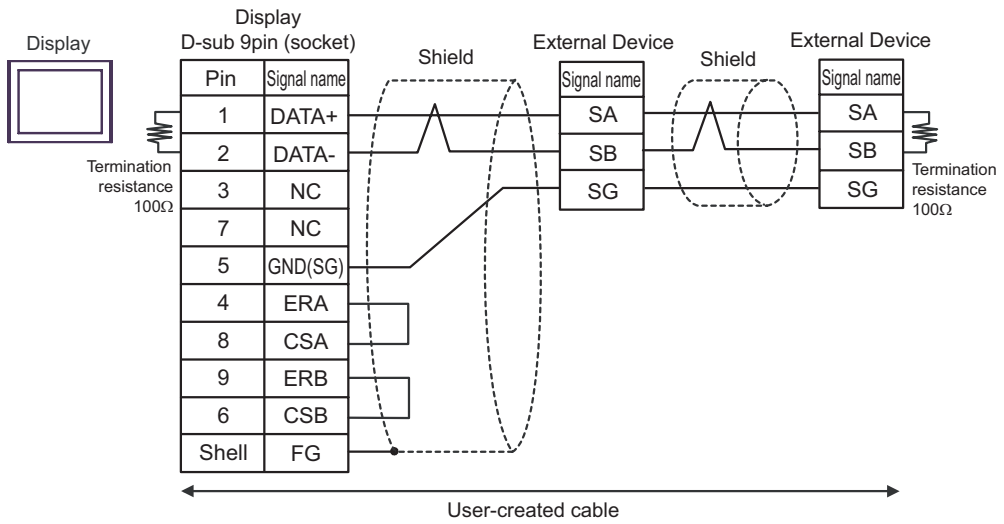 Display
Display
D-sub 9pin (socket)
Shield
External Device
Shield
External Device
Pin Signal name
1 DATA+
2 DATA-
3 NC
7 NC
5 GND(SG)
4 ERA
8 CSA
9 ERB
6 CSB
Shell FG
Termination
resistance
100Ω
Signal name
SA
SB
SG
Signal name
SA
SB
SG
Termination
resistance
100Ω
User-created cable